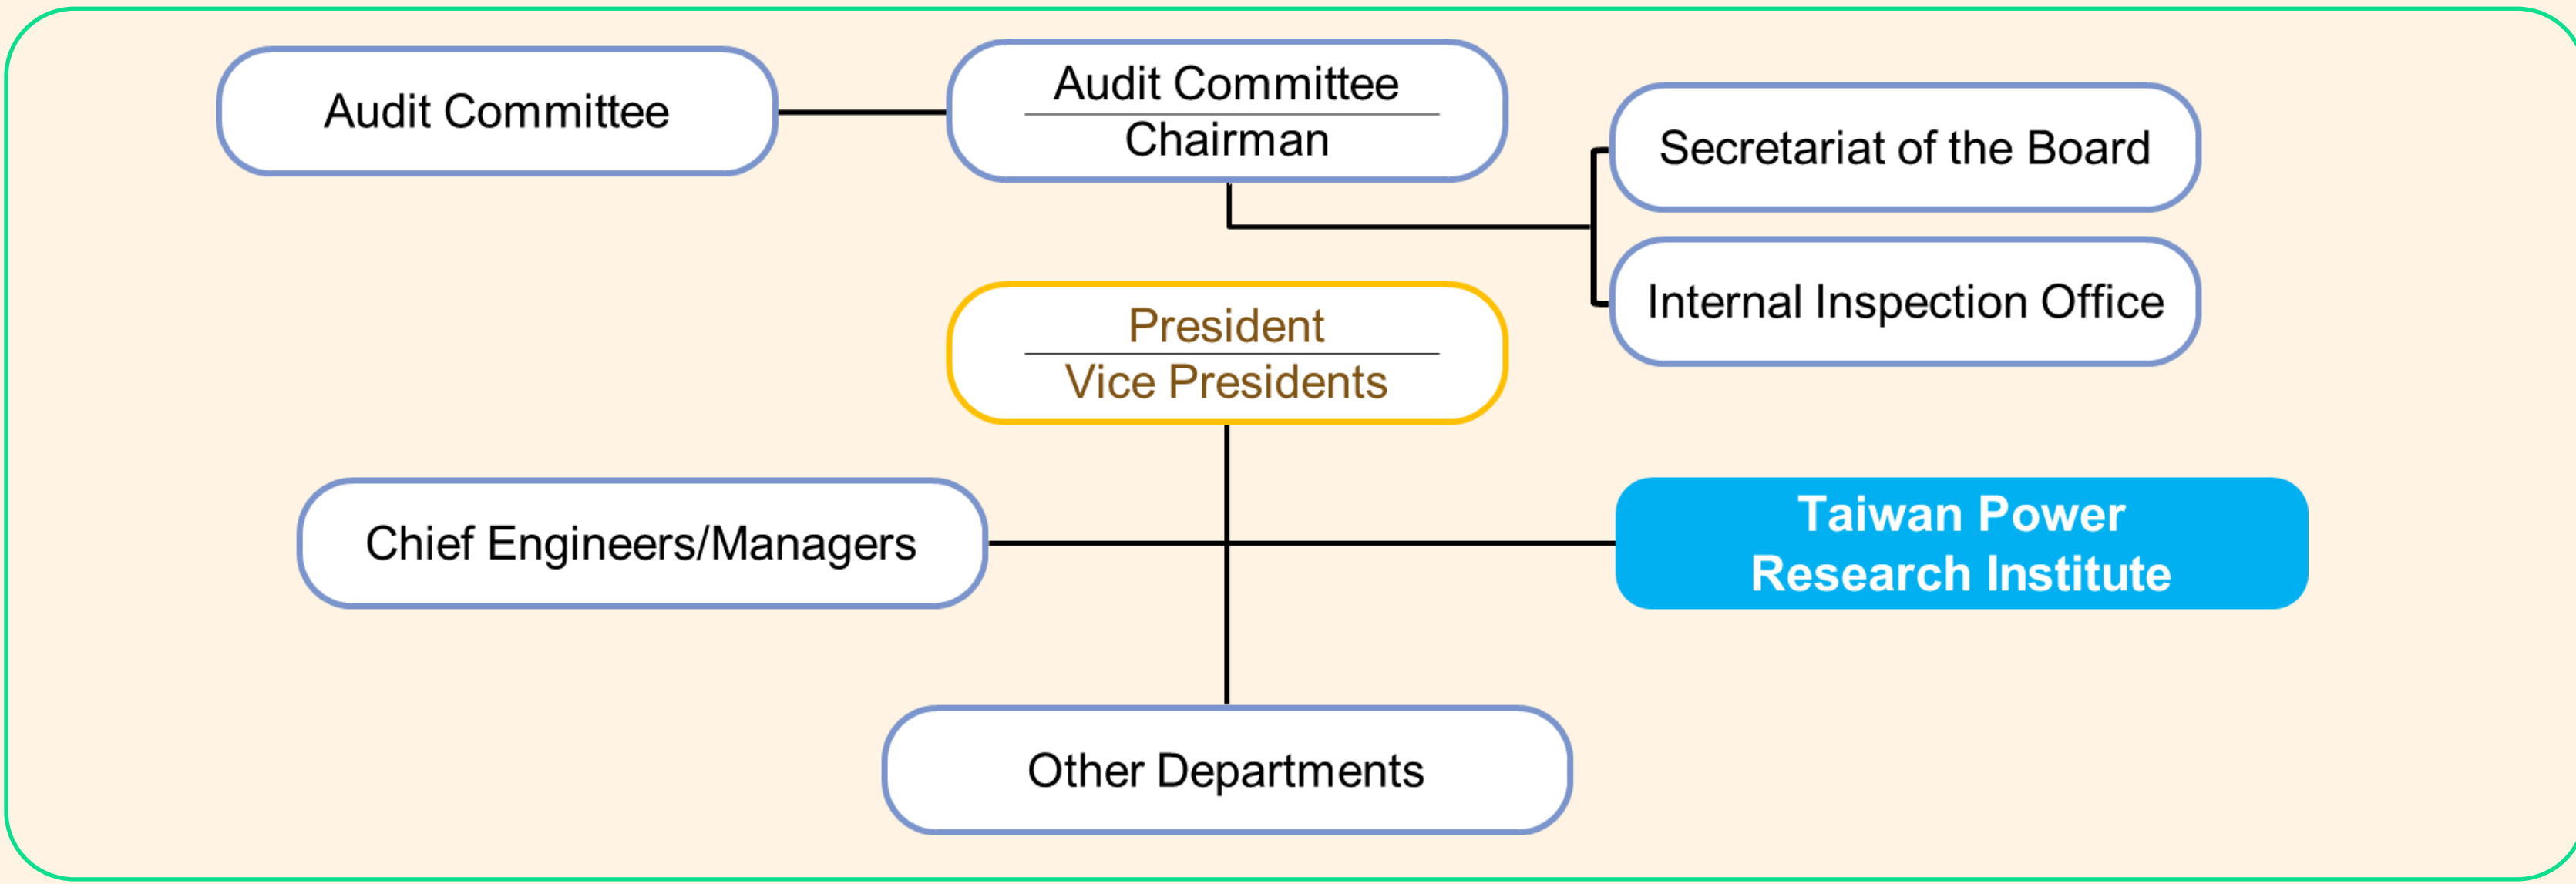 Audit Committee
Audit Committee
Chairman
Secretariat of the Board
Internal Inspection Office
President
Vice Presidents
Chief Engineers/Managers
Taiwan Power
Research Institute
Other Departments